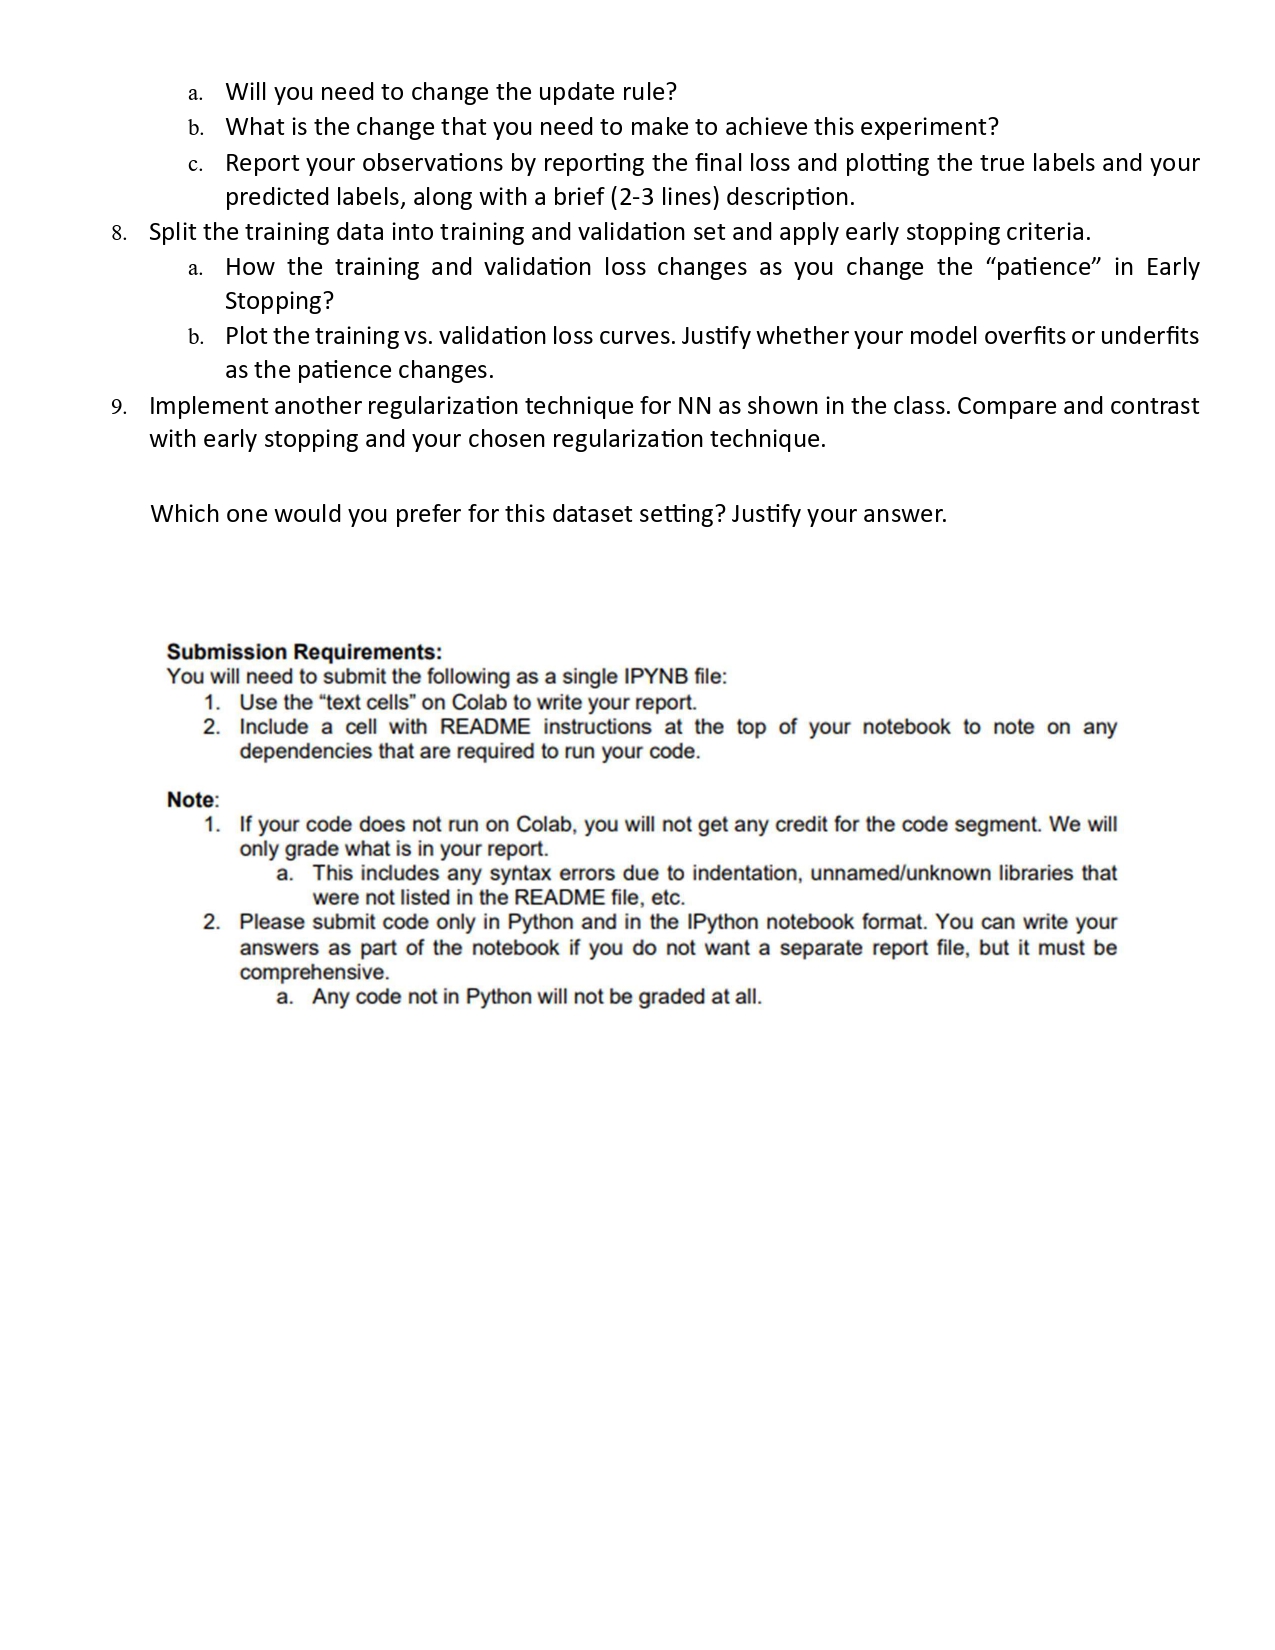 a. Will you need to change the update rule?
b. What is the change that you need to make to achieve this experiment?
c. Report your observations by reporting the final loss and plotting the true labels and your
predicted labels, along with a brief (2-3 lines) description.
8. Split the training data into training and validation set and apply early stopping criteria.
a. How the training and validation loss changes as you change the “patience” in Early
Stopping?
b. Plot the training vs. validation loss curves. Justify whether your model overfits or underfits
as the patience changes.
9. Implement another regularization technique for NN as shown in the class. Compare and contrast
with early stopping and your chosen regularization technique.
Which one would you prefer for this dataset setting? Justify your answer.
Submission Requirements:
You will need to submit the following as a single IPYNB file:
1. Use the “text cells” on Colab to write your report.
2. Include a cell with README instructions at the top of your notebook to note on any
dependencies that are required to run your code.
Note:
1. If your code does not run on Colab, you will not get any credit for the code segment. We will
only grade what is in your report.
a. This includes any syntax errors due to indentation, unnamed/unknown libraries that
were not listed in the README file, etc.
2. Please submit code only in Python and in the IPython notebook format. You can write your
answers as part of the notebook if you do not want a separate report file, but it must be
comprehensive.
a. Any code not in Python will not be graded at all.